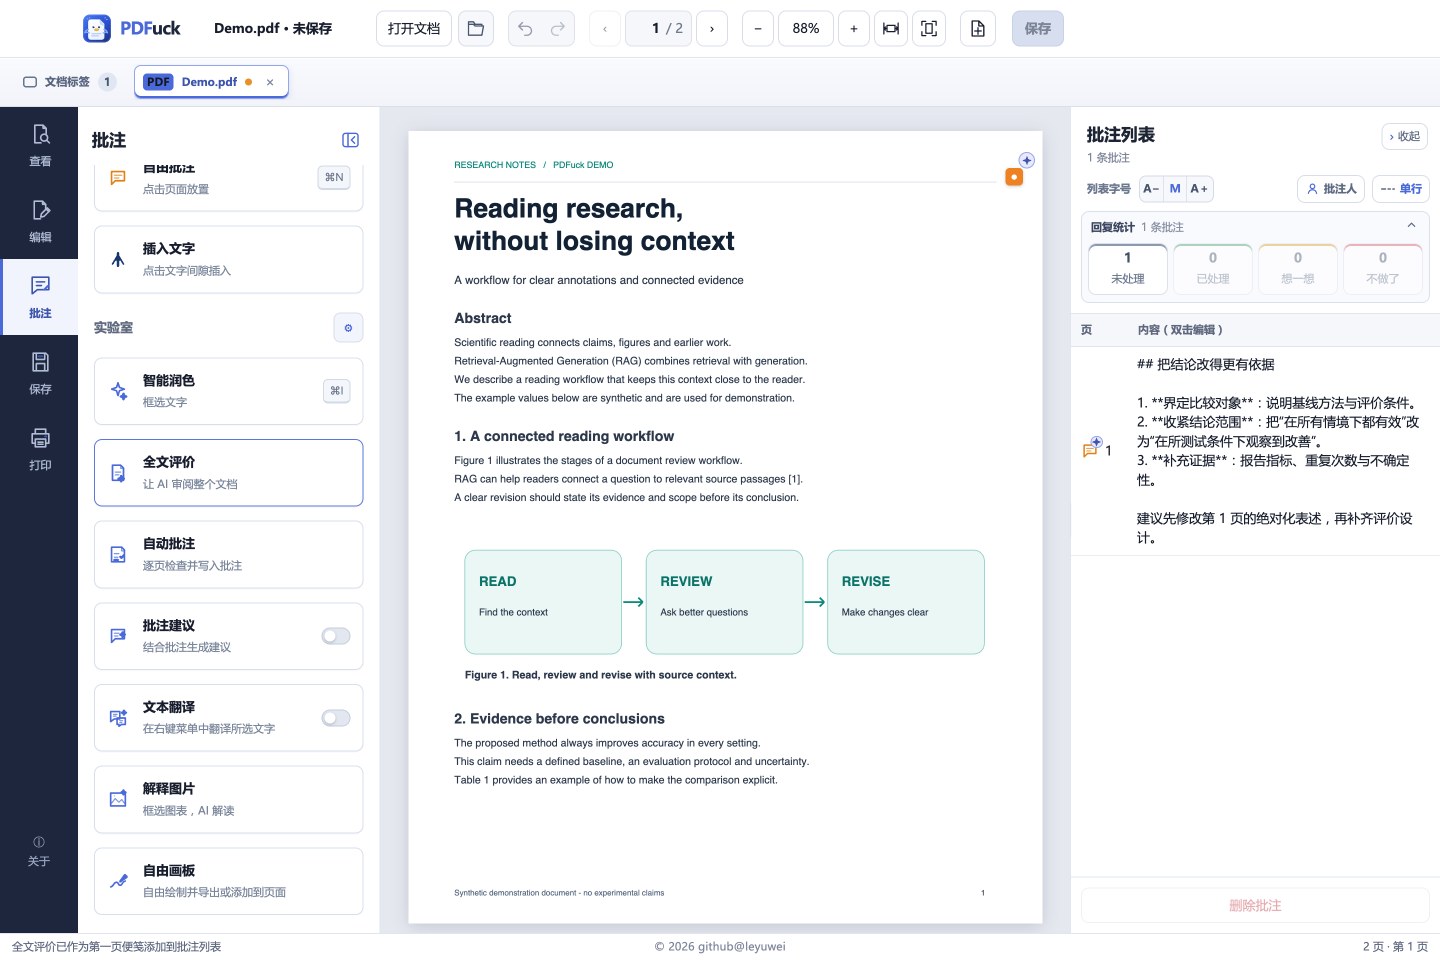 PDFuck
Demo.pdf • 未保存
打开文档
1 / 2
88%
保存
文档标签 1
PDF Demo.pdf ×
查看
编辑
批注
保存
打印
关于
批注
自由批注
点击页面放置
⌘N
插入文字
点击文字间隙插入
实验室
智能润色
框选文字
⌘I
全文评价
让 AI 审阅整个文档
自动批注
逐页检查并写入批注
批注建议
结合批注生成建议
文本翻译
在右键菜单中翻译所选文字
解释图片
框选图表，AI 解读
自由画板
自由绘制并导出或添加到页面
RESEARCH NOTES / PDFuck DEMO
Reading research,
without losing context
A workflow for clear annotations and connected evidence
Abstract
Scientific reading connects claims, figures and earlier work.
Retrieval-Augmented Generation (RAG) combines retrieval with generation.
We describe a reading workflow that keeps this context close to the reader.
The example values below are synthetic and are used for demonstration.
1. A connected reading workflow
Figure 1 illustrates the stages of a document review workflow.
RAG can help readers connect a question to relevant source passages [1].
A clear revision should state its evidence and scope before its conclusion.
READ
Find the context
REVIEW
Ask better questions
REVISE
Make changes clear
Figure 1. Read, review and revise with source context.
2. Evidence before conclusions
The proposed method always improves accuracy in every setting.
This claim needs a defined baseline, an evaluation protocol and uncertainty.
Table 1 provides an example of how to make the comparison explicit.
Synthetic demonstration document - no experimental claims
1
批注列表
› 收起
1 条批注
列表字号 A− M A+
批注人
--- 单行
回复统计 1 条批注
1
未处理
0
已处理
0
想一想
0
不做了
页
内容（双击编辑）
1
## 把结论改得更有依据
1. **界定比较对象**：说明基线方法与评价条件。
2. **收紧结论范围**：把“在所有情境下都有效”改
为“在所测试条件下观察到改善”。
3. **补充证据**：报告指标、重复次数与不确定
性。
建议先修改第 1 页的绝对化表述，再补齐评价设
计。
删除批注
全文评价已作为第一页便笺添加到批注列表
© 2026 github@leyuwei
2 页 · 第 1 页